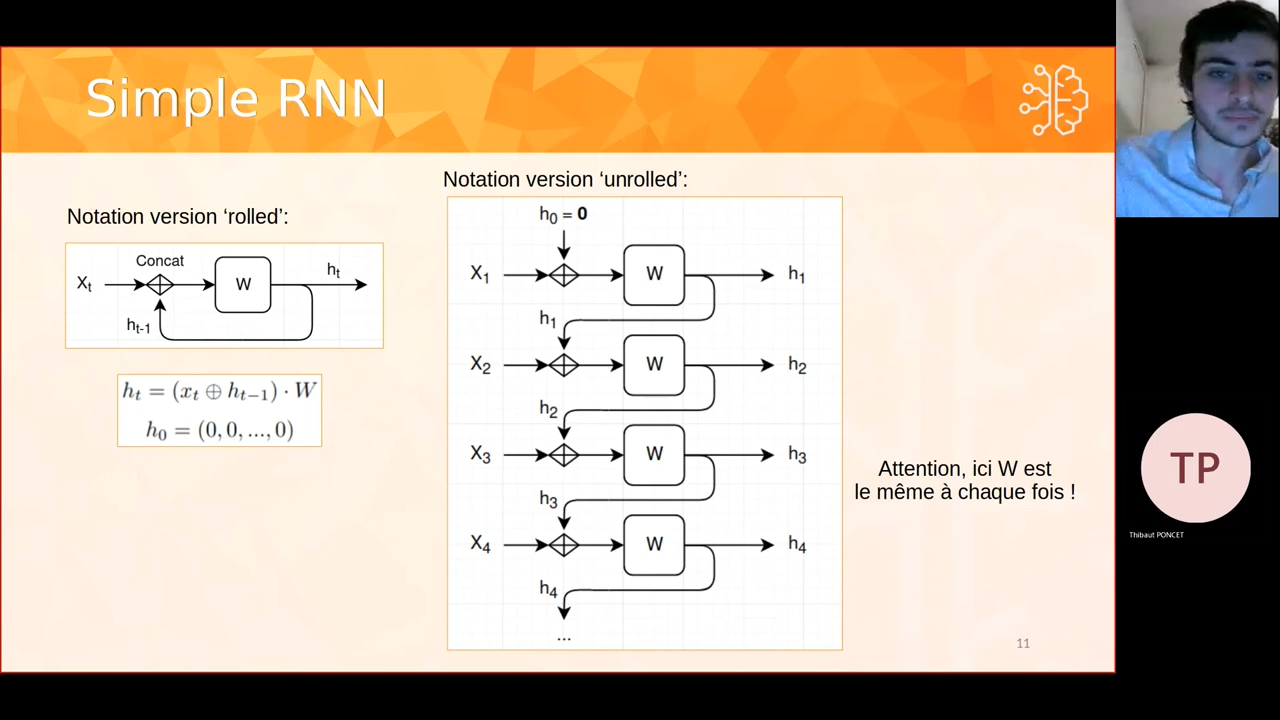 Simple RNN
Notation version ‘unrolled’:
Notation version ‘rolled’:
Concat
Xt
W
ht
ht-1
ht = (xt ⊕ ht−1) · W
h0 = (0, 0, ..., 0)
h0 = 0
X1
W
h1
h1
X2
W
h2
h2
X3
W
h3
h3
X4
W
h4
h4
...
Attention, ici W est
le même à chaque fois !
11
TP
Thibaut PONCET